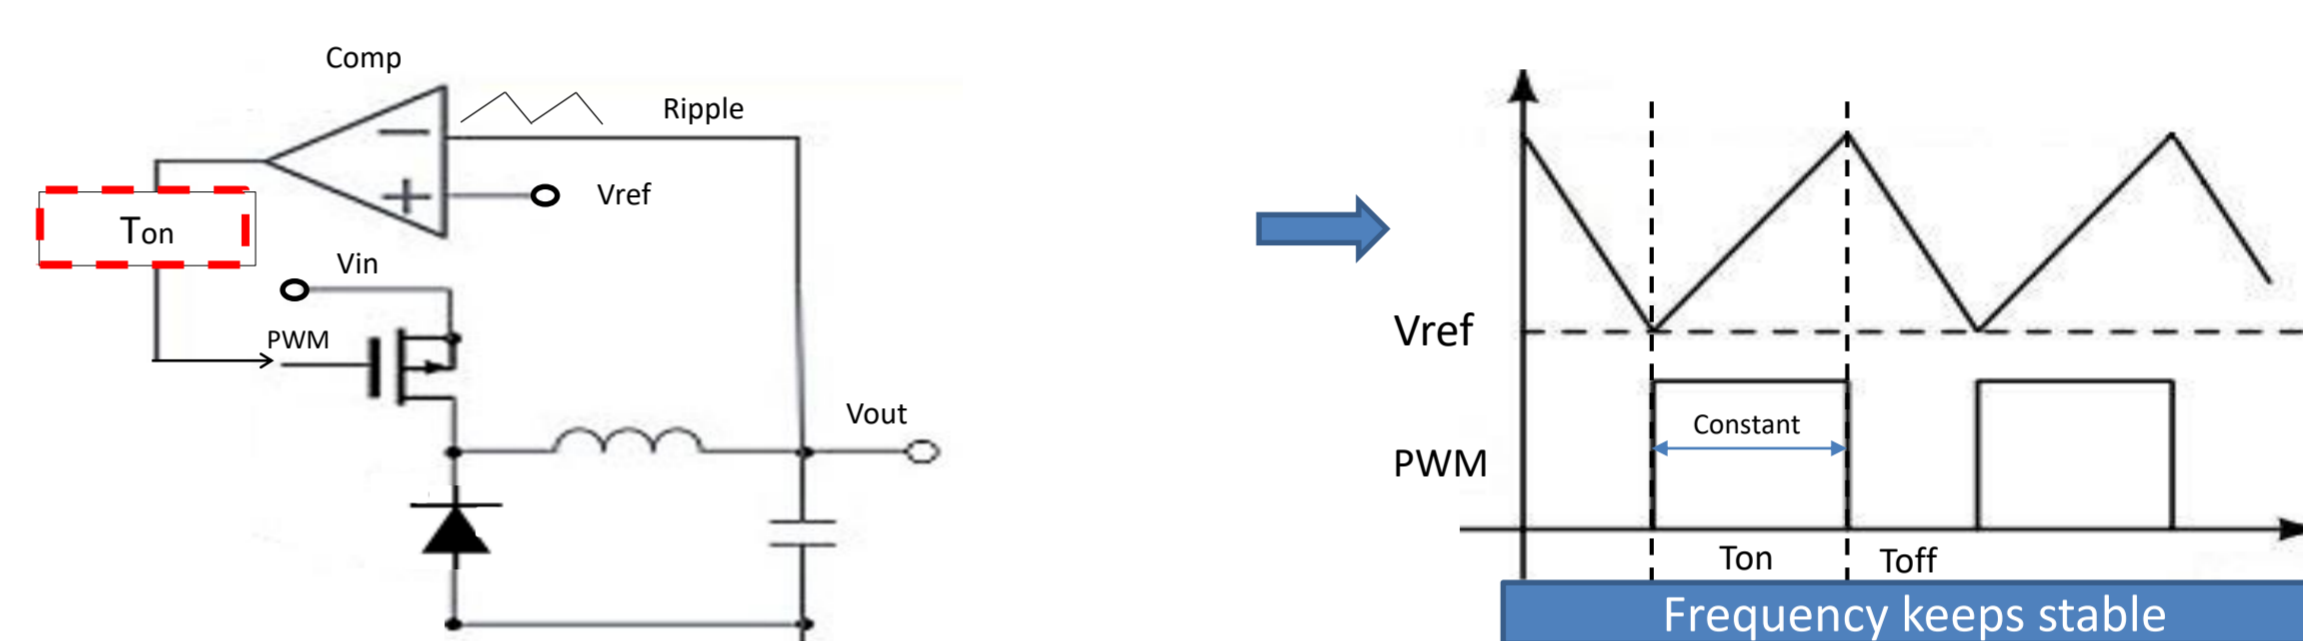 Comp
Ripple
Vref
Ton
Vin
PWM
Vout
Vref
Constant
PWM
Ton Toff
Frequency keeps stable